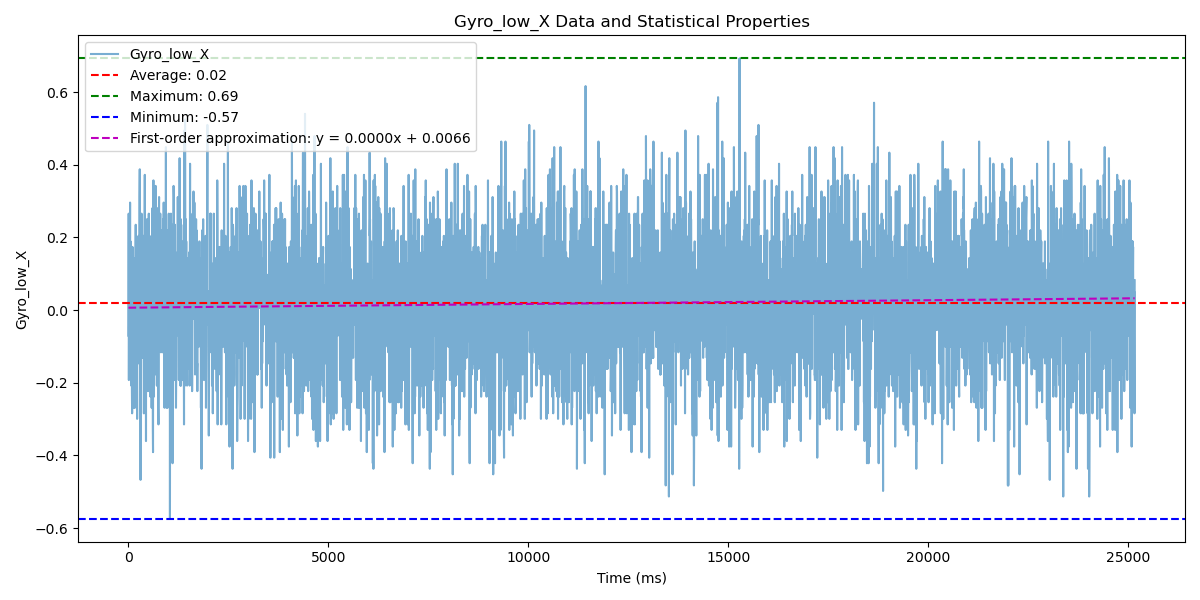 Gyro_low_X Data and Statistical Properties
Gyro_low_X
Average: 0.02
Maximum: 0.69
Minimum: -0.57
First-order approximation: y = 0.0000x + 0.0066
Gyro_low_X
0.6
0.4
0.2
0.0
−0.2
−0.4
−0.6
0 5000 10000 15000 20000 25000
Time (ms)